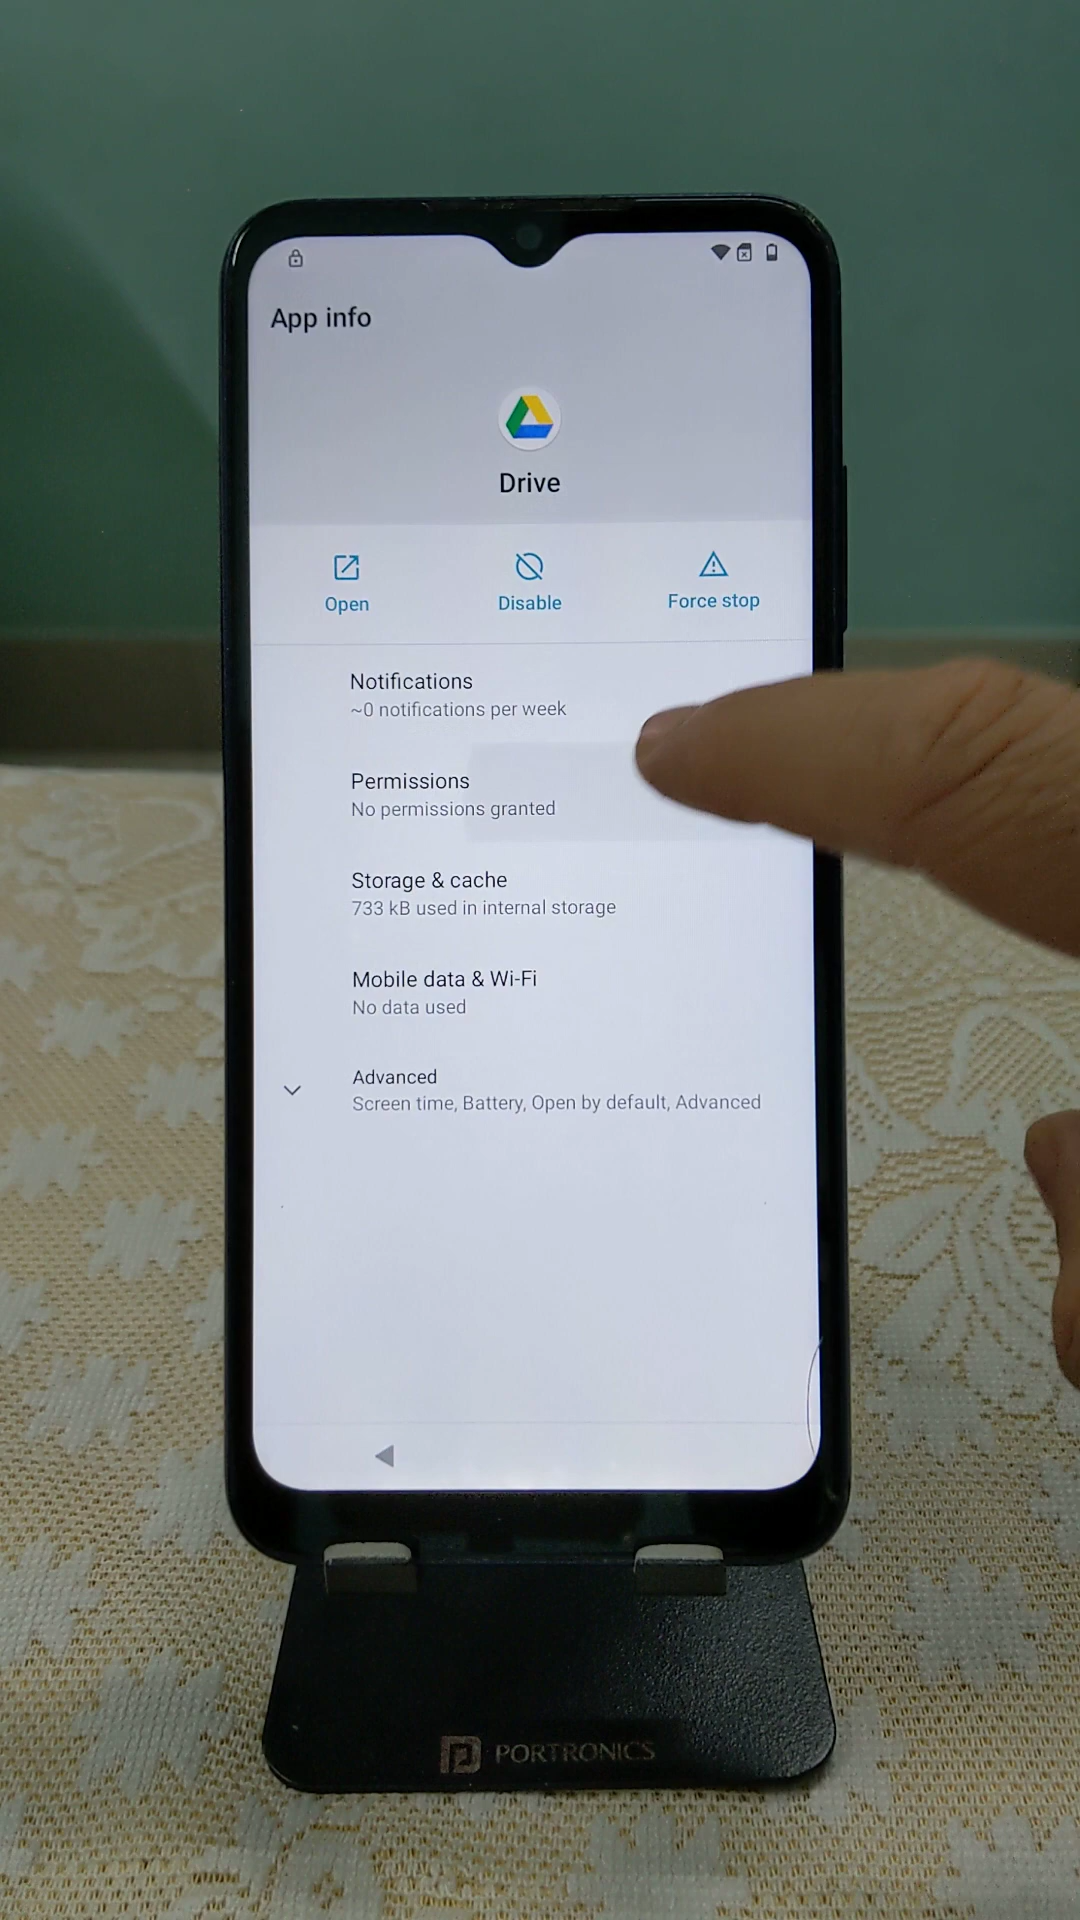 App info
Drive
Open
Disable
Force stop
Notifications
~0 notifications per week
Permissions
No permissions granted
Storage & cache
733 kB used in internal storage
Mobile data & Wi-Fi
No data used
Advanced
Screen time, Battery, Open by default, Advanced
PORTRONICS